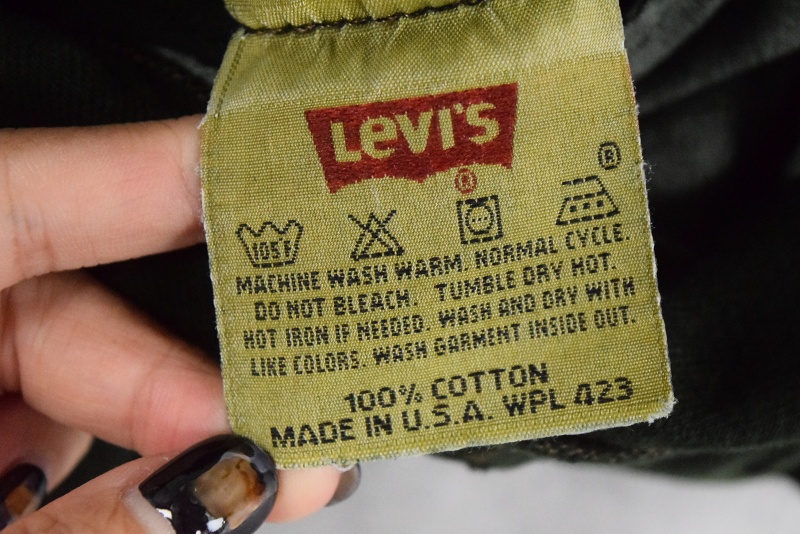 LEVI'S
®
®
105F
MACHINE WASH WARM. NORMAL CYCLE.
DO NOT BLEACH. TUMBLE DRY HOT.
HOT IRON IF NEEDED. WASH AND DRY WITH
LIKE COLORS. WASH GARMENT INSIDE OUT.
100% COTTON
MADE IN U.S.A. WPL 423